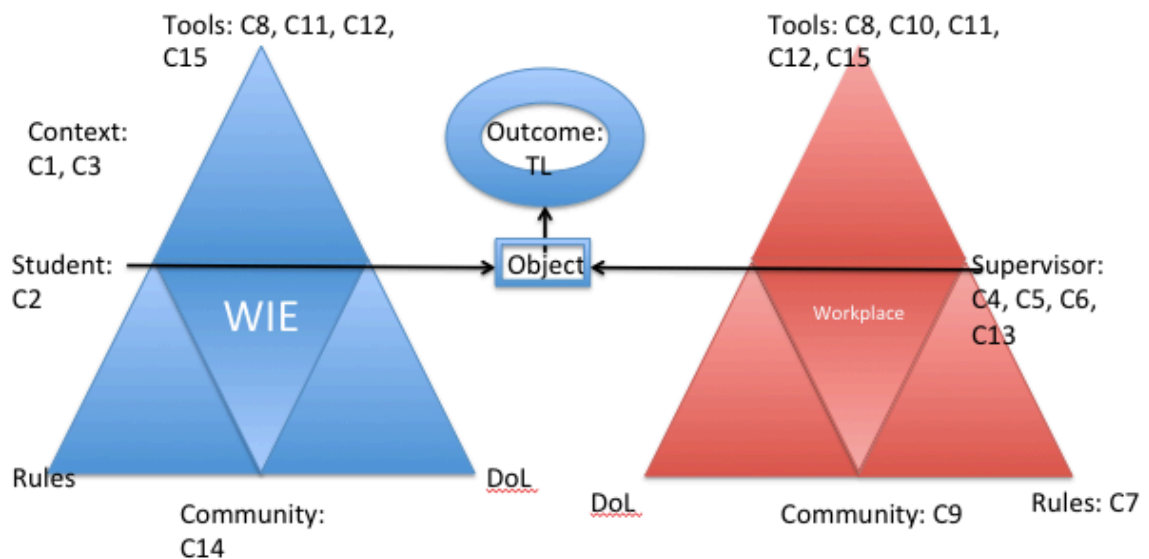 Tools: C8, C11, C12,
C15
Tools: C8, C10, C11,
C12, C15
Context:
C1, C3
Outcome:
TL
Student:
C2
Object
Supervisor:
C4, C5, C6,
C13
WIE
Workplace
Rules
DoL
DoL
Rules: C7
Community:
C14
Community: C9